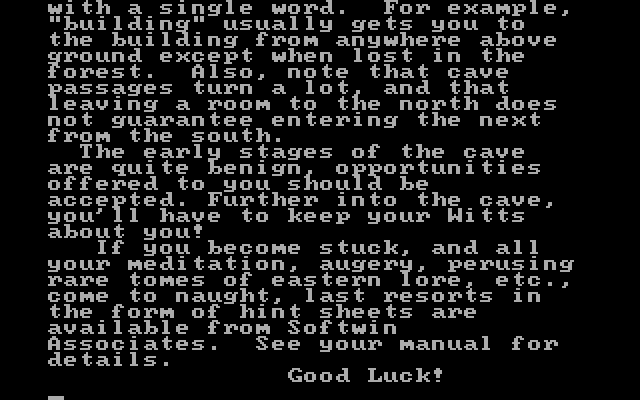 with a single word.  For example,
"building" usually gets you to
the building from anywhere above
ground except when lost in the
forest.  Also, note that cave
passages turn a lot, and that
leaving a room to the north does
not guarantee entering the next
from the south.
The early stages of the cave
are quite benign, opportunities
offered to you should be
accepted. Further into the cave,
you'll have to keep your Witts
about you!
If you become stuck, and all
your meditation, augery, perusing
rare tomes of eastern lore, etc.,
come to naught, last resorts in
the form of hint sheets are
available from Softwin
Associates.  See your manual for
details.
Good Luck!